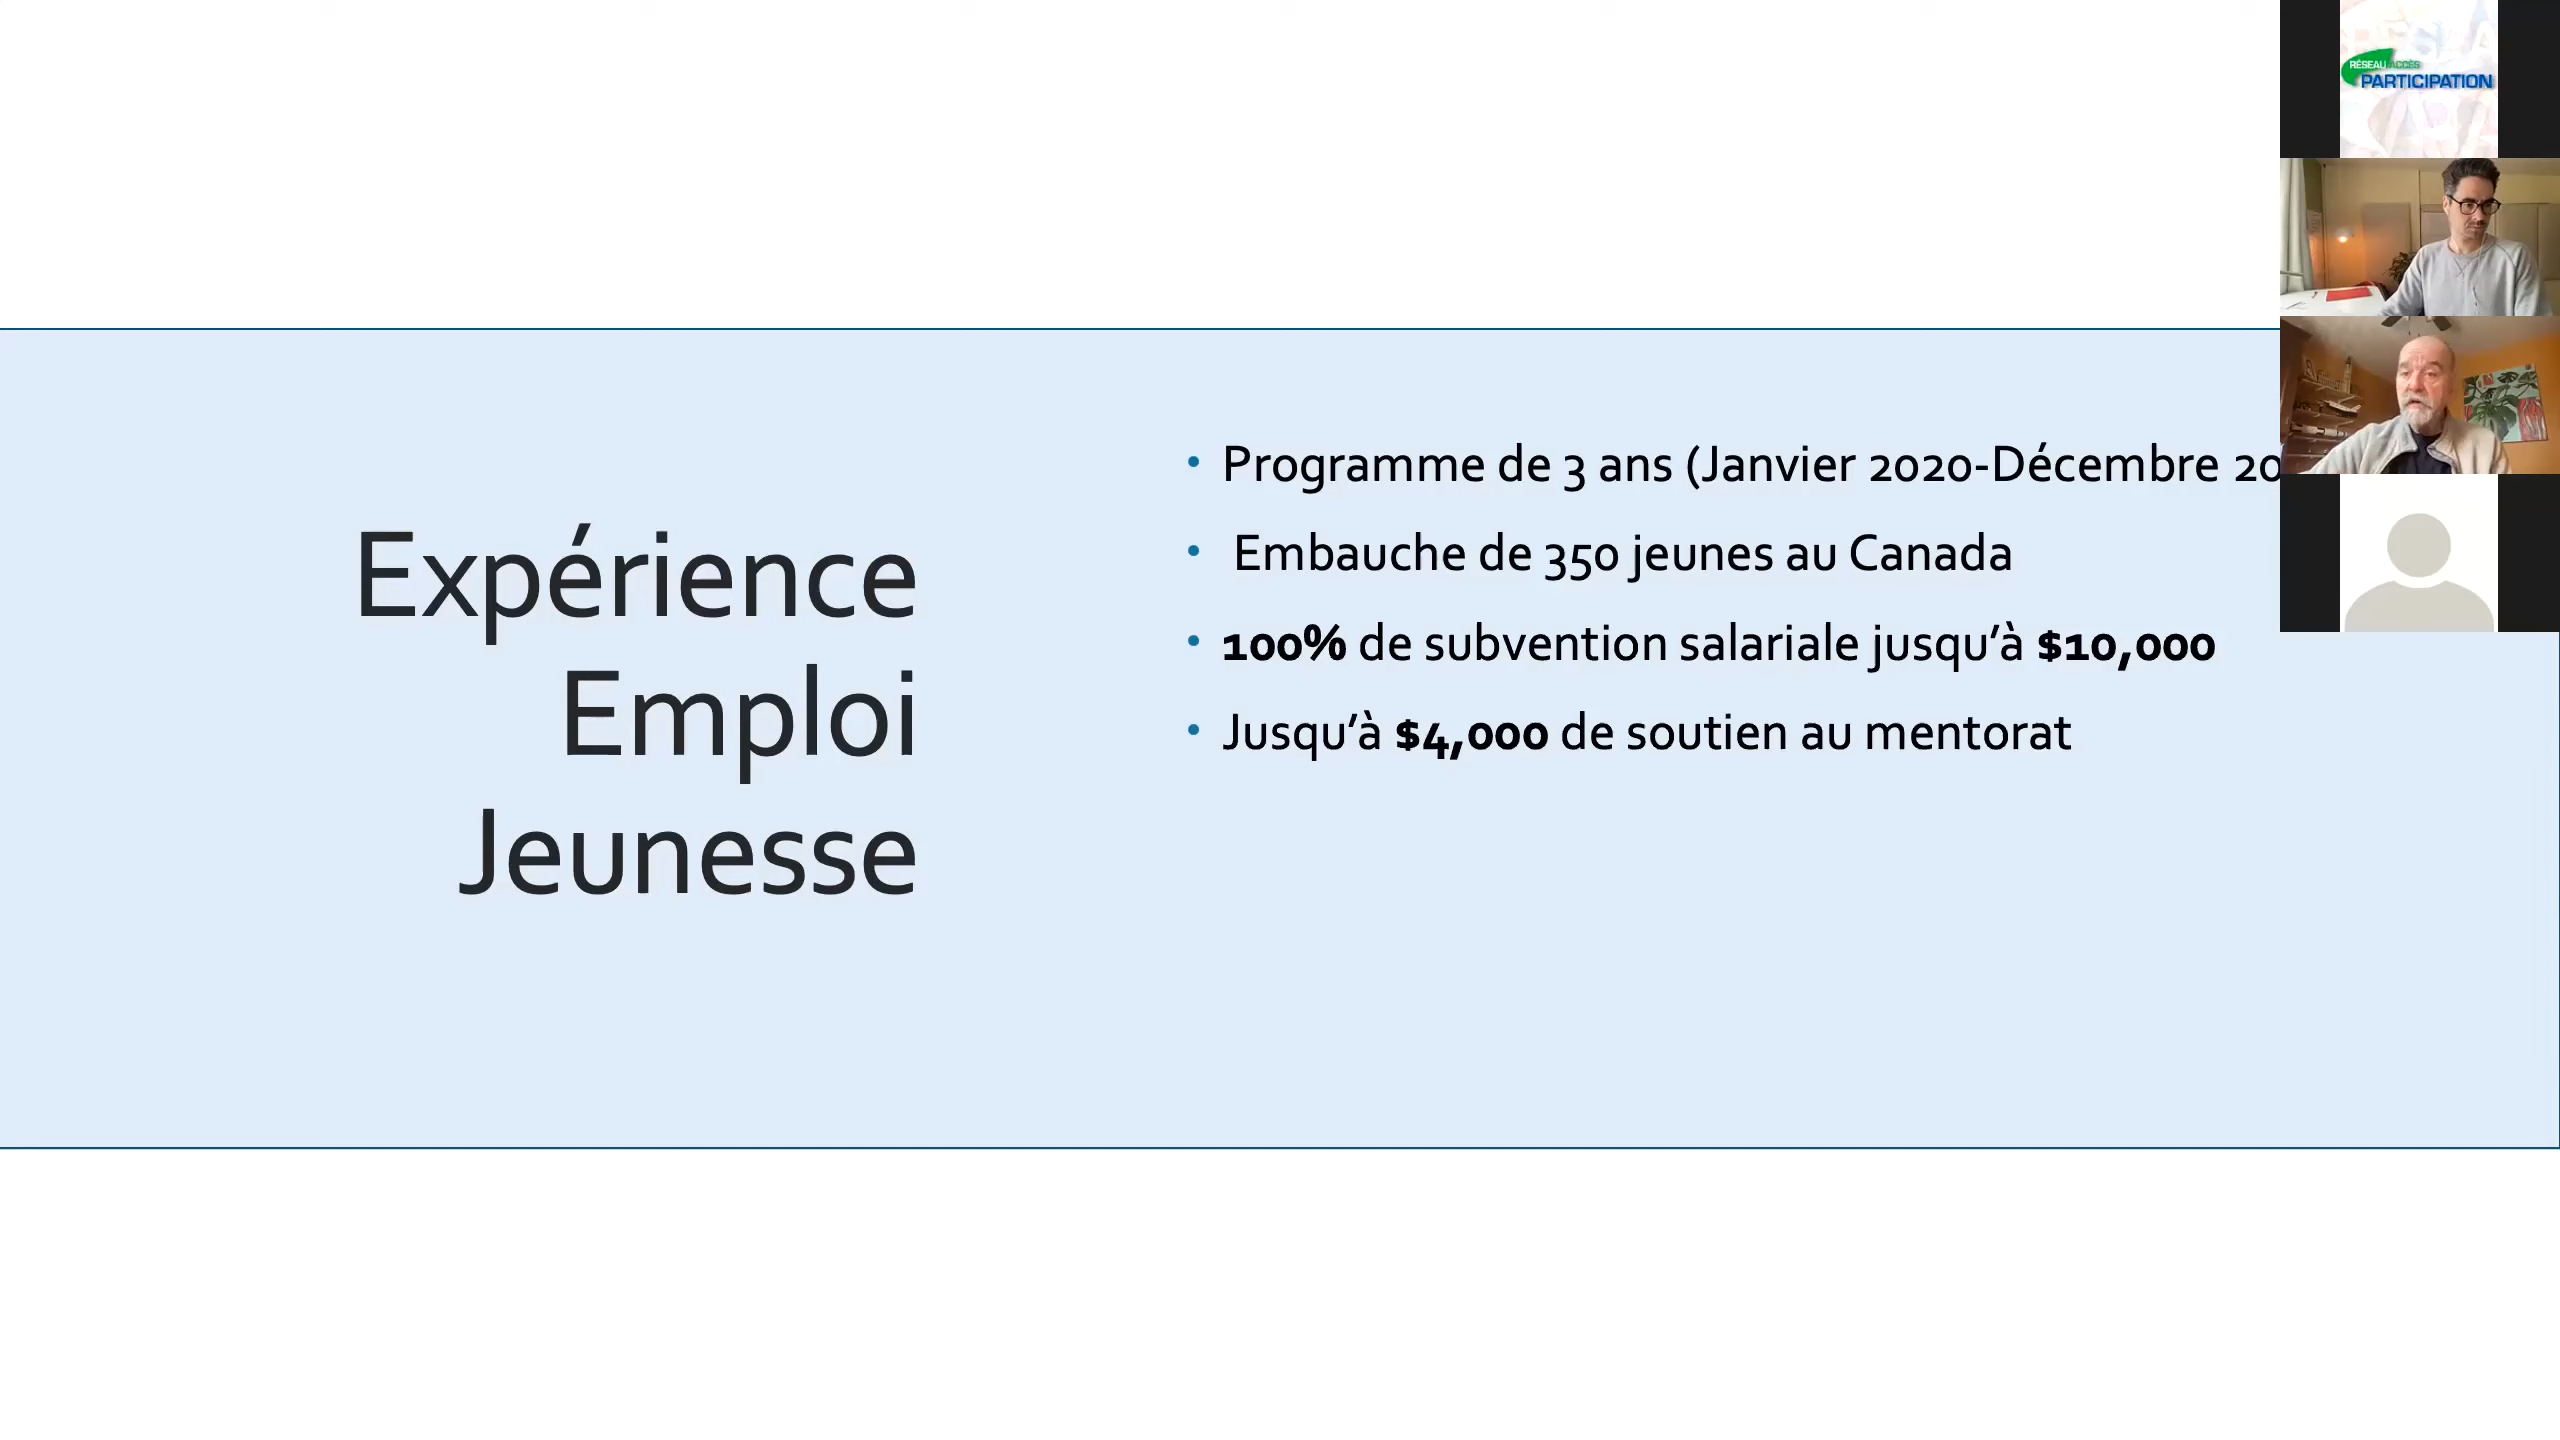 RÉSEAU ACCÈS
PARTICIPATION
Expérience
Emploi
Jeunesse
• Programme de 3 ans (Janvier 2020-Décembre
• Embauche de 350 jeunes au Canada
• 100% de subvention salariale jusqu’à $10,000
• Jusqu’à $4,000 de soutien au mentorat